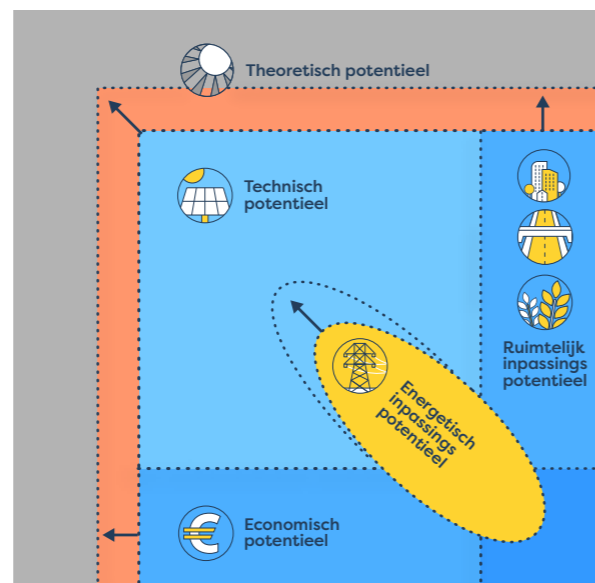 Theoretisch potentieel
Technisch
potentieel
Ruimtelijk
inpassings
potentieel
Energetisch
inpassings
potentieel
Economisch
potentieel